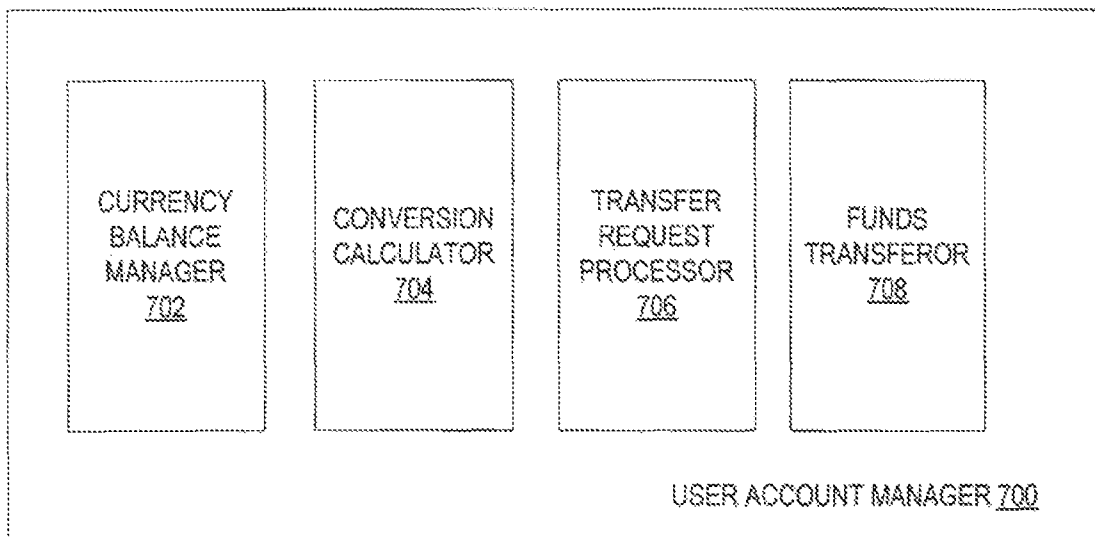 CURRENCY
BALANCE
MANAGER
702
CONVERSION
CALCULATOR
704
TRANSFER
REQUEST
PROCESSOR
706
FUNDS
TRANSFEROR
708
USER ACCOUNT MANAGER 700